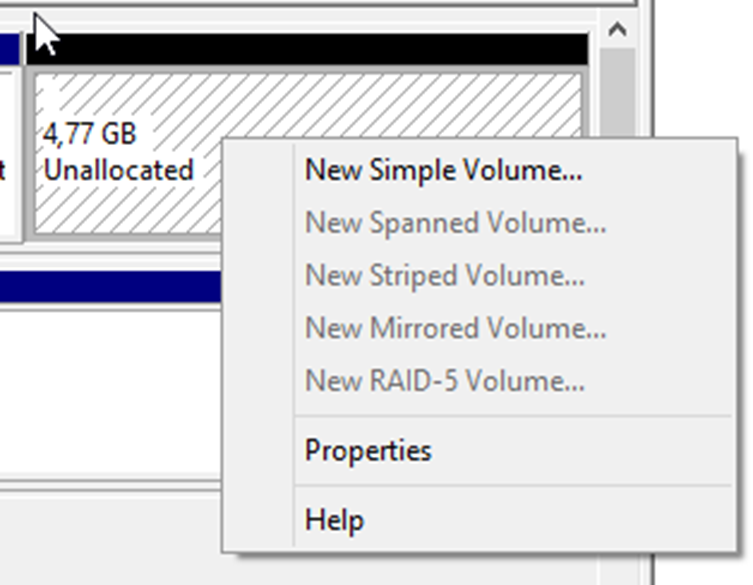 4,77 GB
t Unallocated
New Simple Volume...
New Spanned Volume...
New Striped Volume...
New Mirrored Volume...
New RAID-5 Volume...
Properties
Help